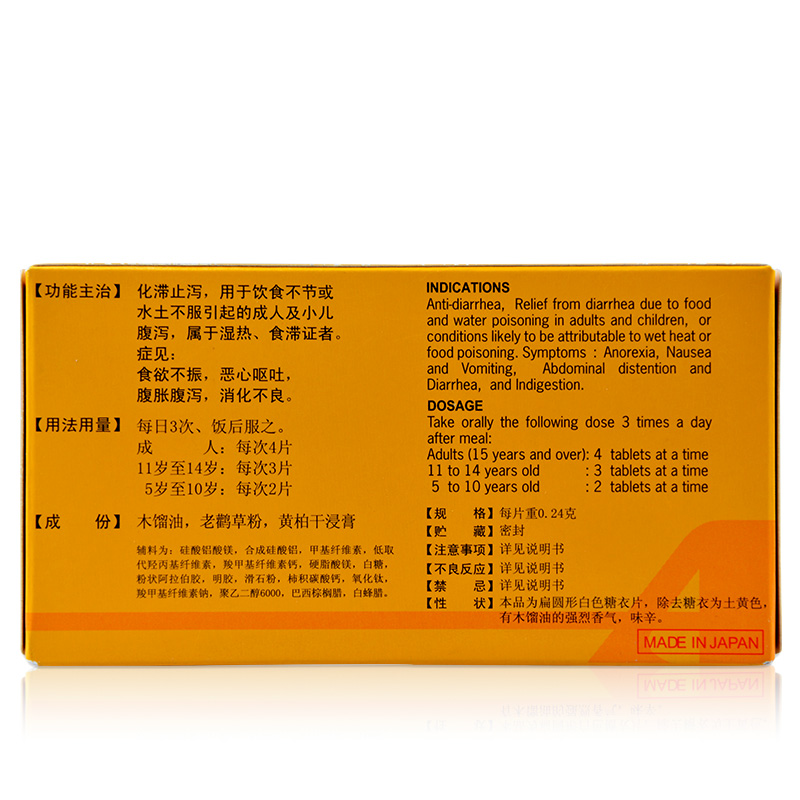 【功能主治】 化滞止泻，用于饮食不节或
水土不服引起的成人及小儿
腹泻，属于湿热、食滞证者。
症见：
食欲不振，恶心呕吐，
腹胀腹泻，消化不良。
【用法用量】 每日3次、饭后服之。
成　　　人：每次4片
11岁至14岁：每次3片
5岁至10岁：每次2片
【成　　份】 木馏油，老鹳草粉，黄柏干浸膏
辅料为：硅酸铝酸镁，合成硅酸铝，甲基纤维素，低取
代羟丙基纤维素，羧甲基纤维素钙，硬脂酸镁，白糖，
粉状阿拉伯胶，明胶，滑石粉，柿积碳酸钙，氧化钛，
羧甲基纤维素钠，聚乙二醇6000，巴西棕榈腊，白蜂腊。
INDICATIONS
Anti-diarrhea, Relief from diarrhea due to food
and water poisoning in adults and children, or
conditions likely to be attributable to wet heat or
food poisoning. Symptoms : Anorexia, Nausea
and Vomiting, Abdominal distention and
Diarrhea, and Indigestion.
DOSAGE
Take orally the following dose 3 times a day
after meal:
Adults (15 years and over): 4 tablets at a time
11 to 14 years old : 3 tablets at a time
5 to 10 years old : 2 tablets at a time
【规　　格】每片重0.24克
【贮　　藏】密封
【注意事项】详见说明书
【不良反应】详见说明书
【禁　　忌】详见说明书
【性　　状】本品为扁圆形白色糖衣片，除去糖衣为土黄色，
有木馏油的强烈香气，味辛。
MADE IN JAPAN